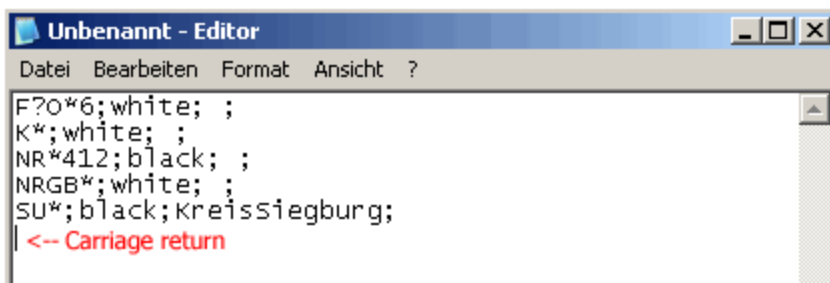 Unbenannt - Editor
Datei Bearbeiten Format Ansicht ?
F?O*6;white; ;
K*;white; ;
NR*412;black; ;
NRGB*;white; ;
SU*;black;KreisSiegburg;
<-- Carriage return